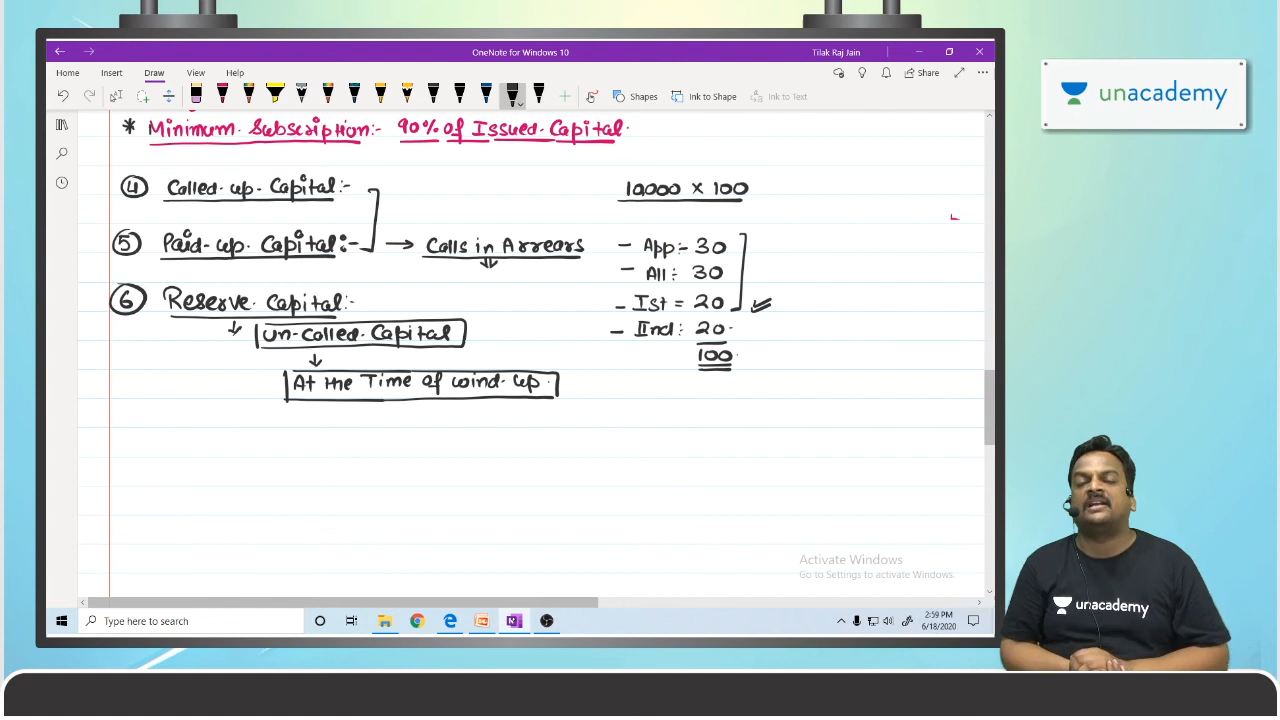 OneNote for Windows 10
Tilak Raj Jain
Home Insert Draw View Help
Share
Shapes
Ink to Shape
Ink to Text
* Minimum Subscription:- 90% of Issued Capital.
④ Called up Capital:-
10,000 × 100
⑤ Paid-up Capital:- → Calls in Arrears
- App:- 30
- All: 30
- Ist = 20
- IInd: 20
100
⑥ Reserve Capital:-
Un-Called Capital
At the Time of wind up.
Activate Windows
Go to Settings to activate Windows.
Type here to search
2:59 PM
6/18/2020
unacademy
unacademy